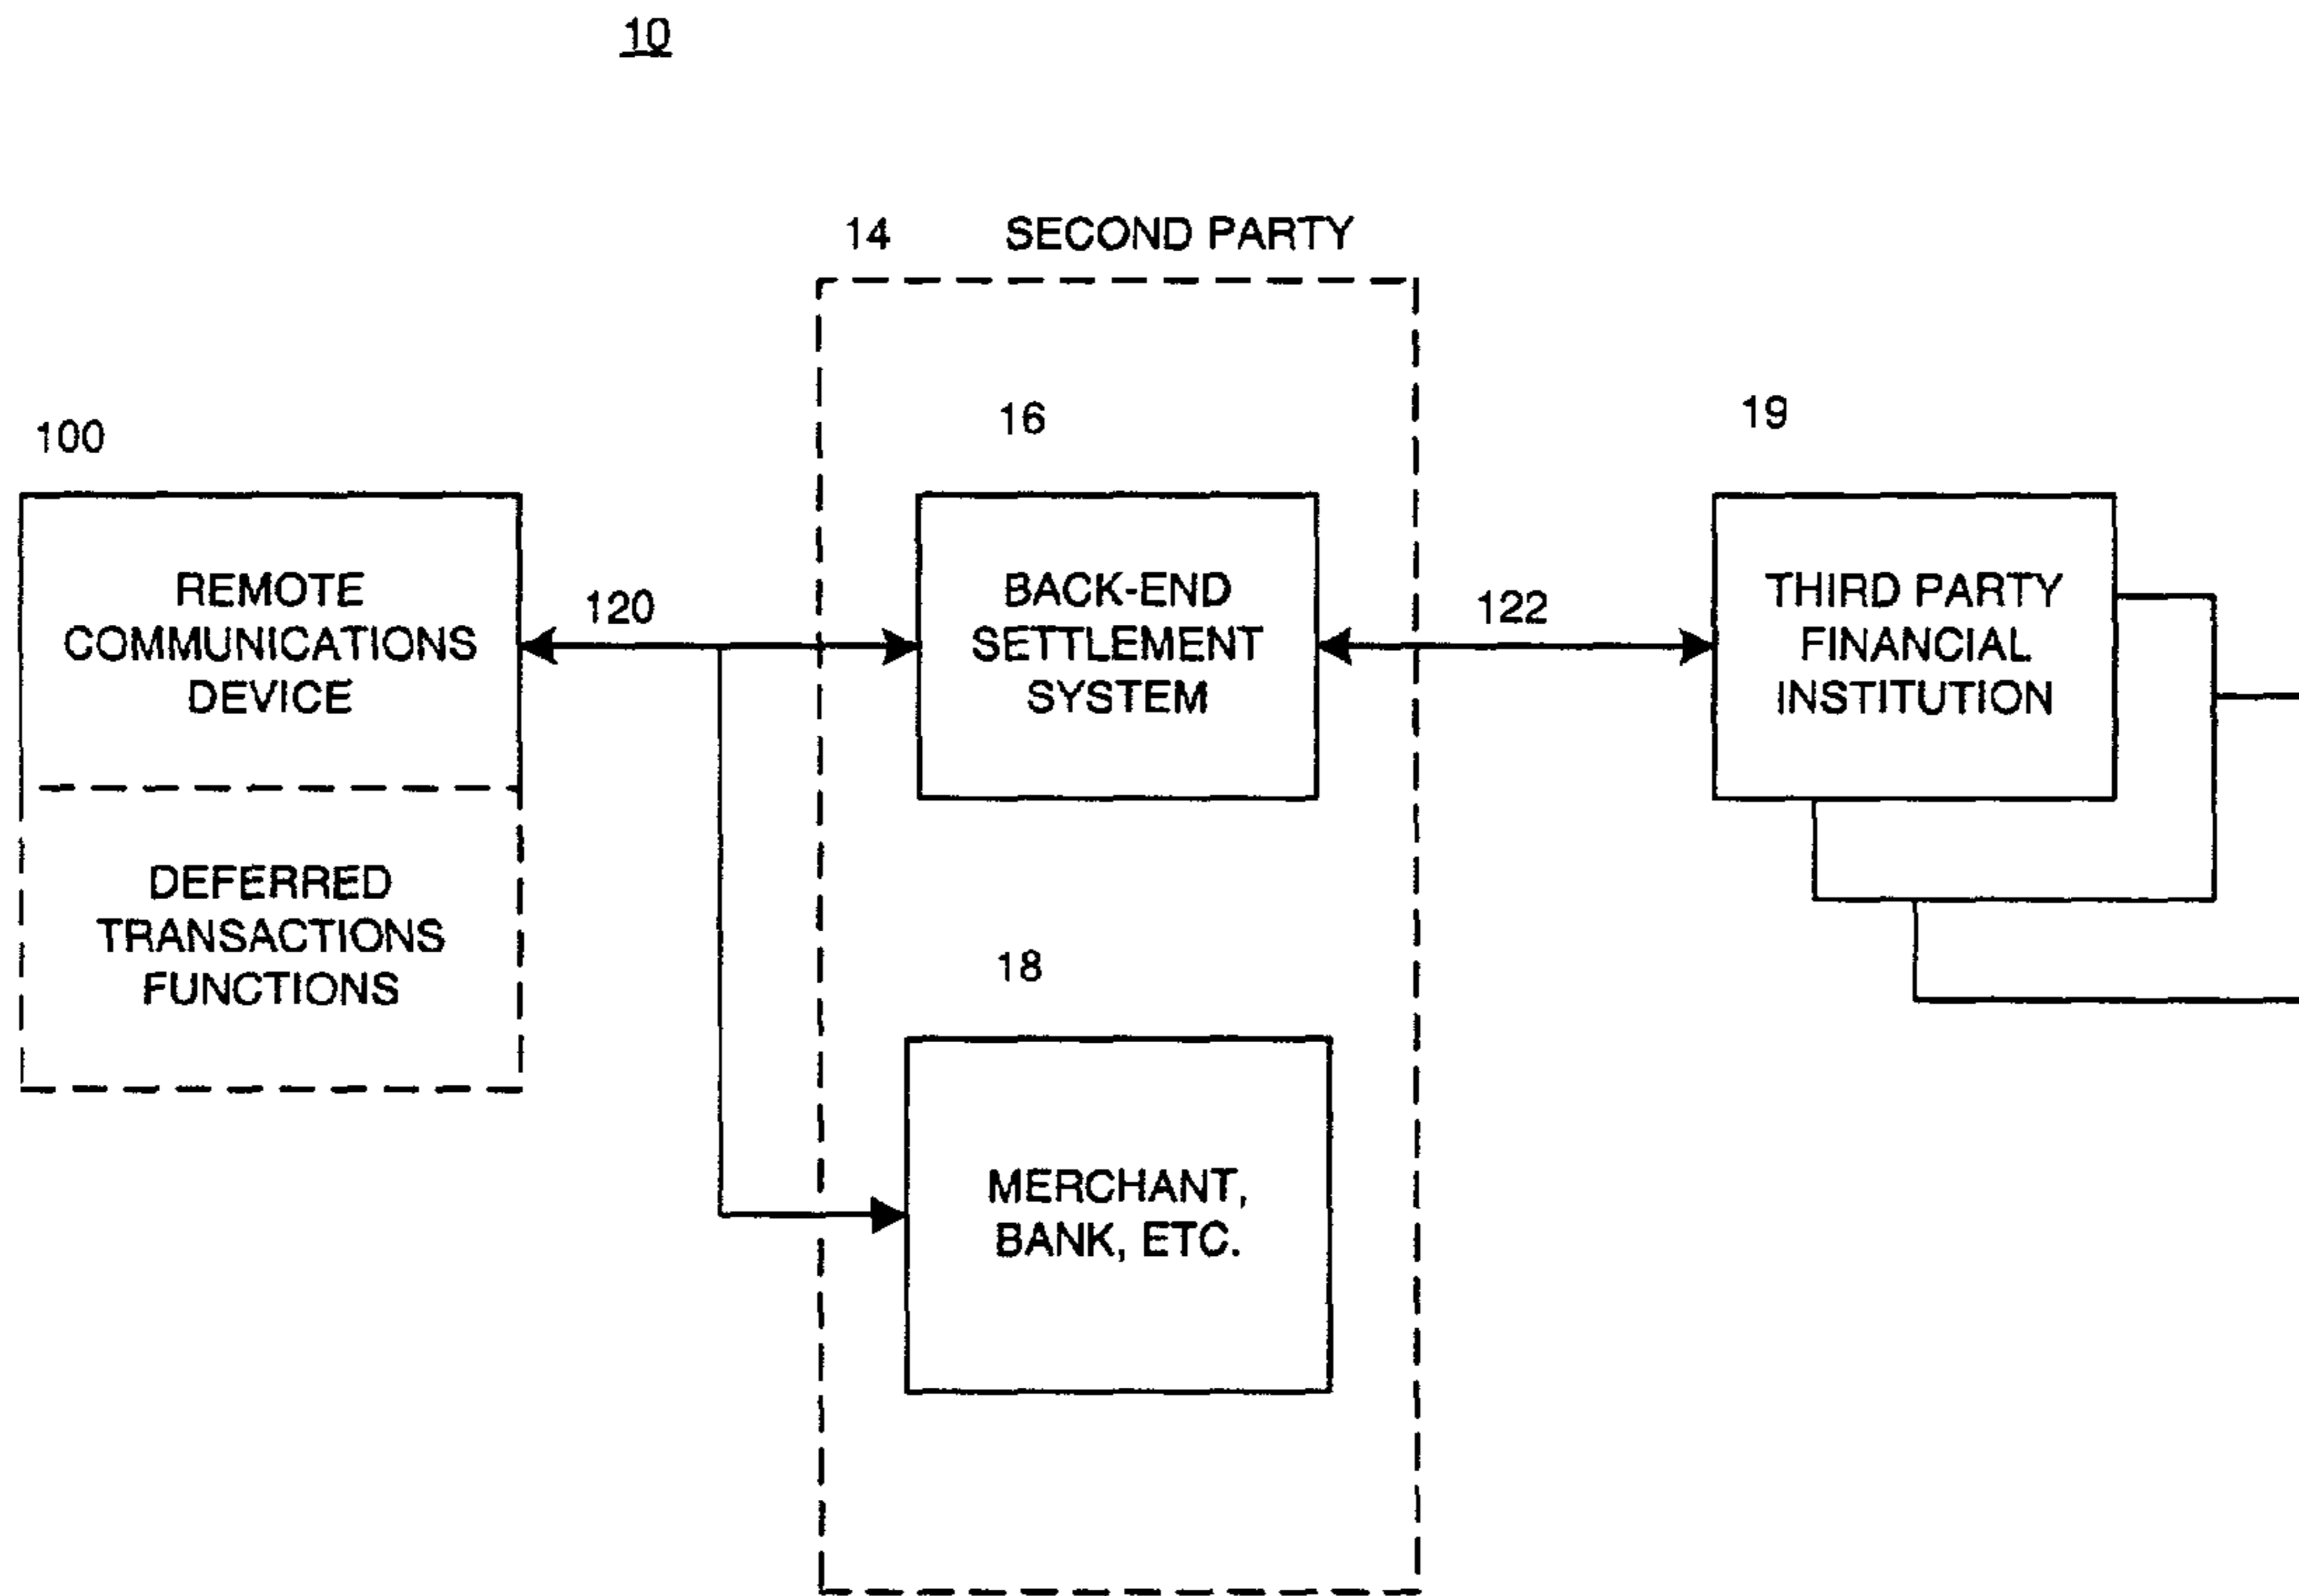 10
14 SECOND PARTY
100
REMOTE
COMMUNICATIONS
DEVICE
DEFERRED
TRANSACTIONS
FUNCTIONS
120
16
BACK-END
SETTLEMENT
SYSTEM
18
MERCHANT,
BANK, ETC.
122
19
THIRD PARTY
FINANCIAL
INSTITUTION